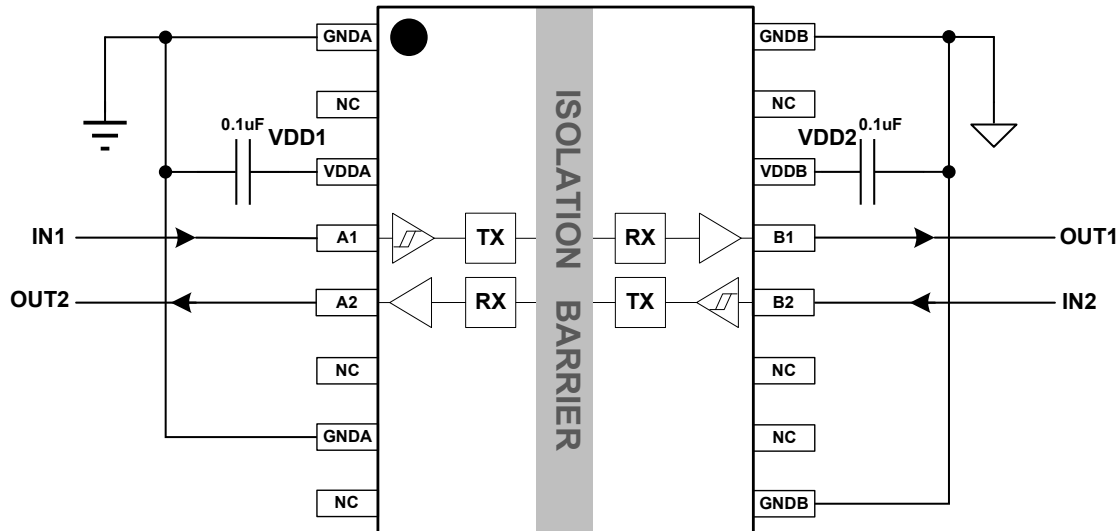 GNDA
GNDB
NC
NC
0.1uF
VDD1
VDD2
0.1uF
VDDA
VDDB
ISOLATION BARRIER
IN1
A1
TX
RX
B1
OUT1
OUT2
A2
RX
TX
B2
IN2
NC
NC
GNDA
NC
NC
GNDB